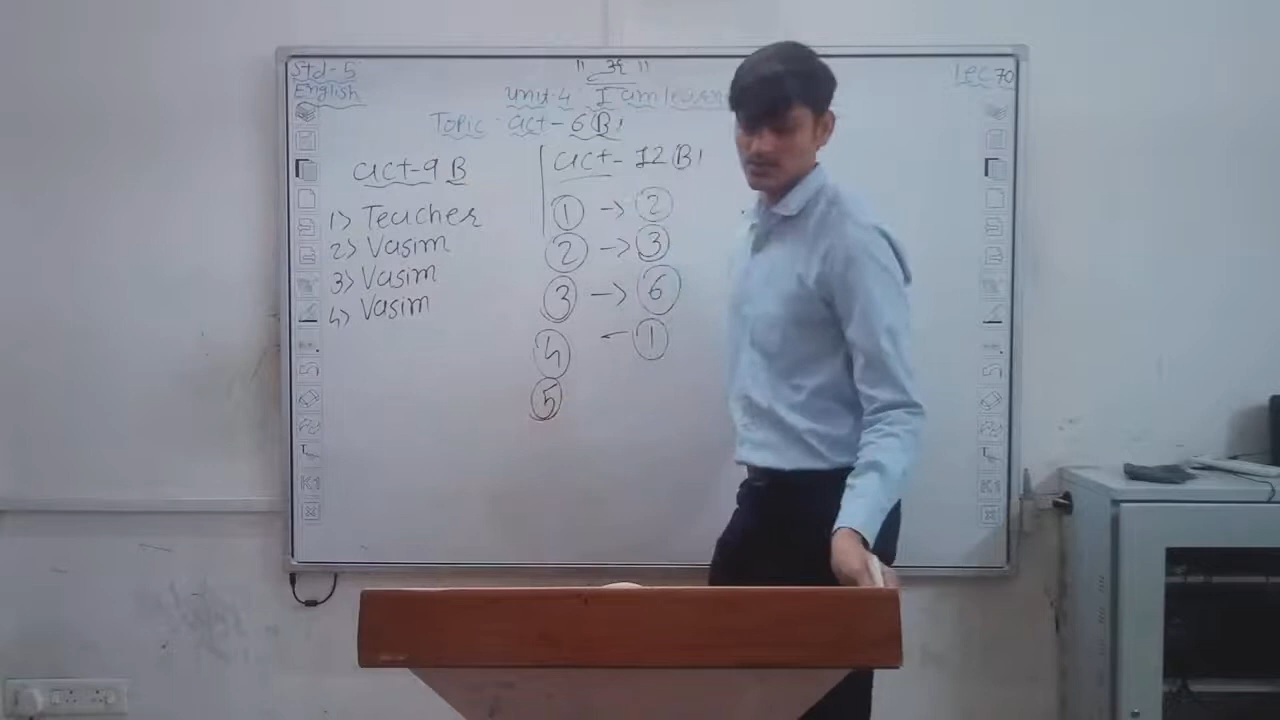 Std-5
English
" ૐ "
Lec 70
Unit-4 I am learn
Topic act-6(B)
act-9 B
1) Teacher
2) Vasim
3) Vasim
4) Vasim
act-12(B)
1 → 2
2 → 3
3 → 6
4 - 1
5